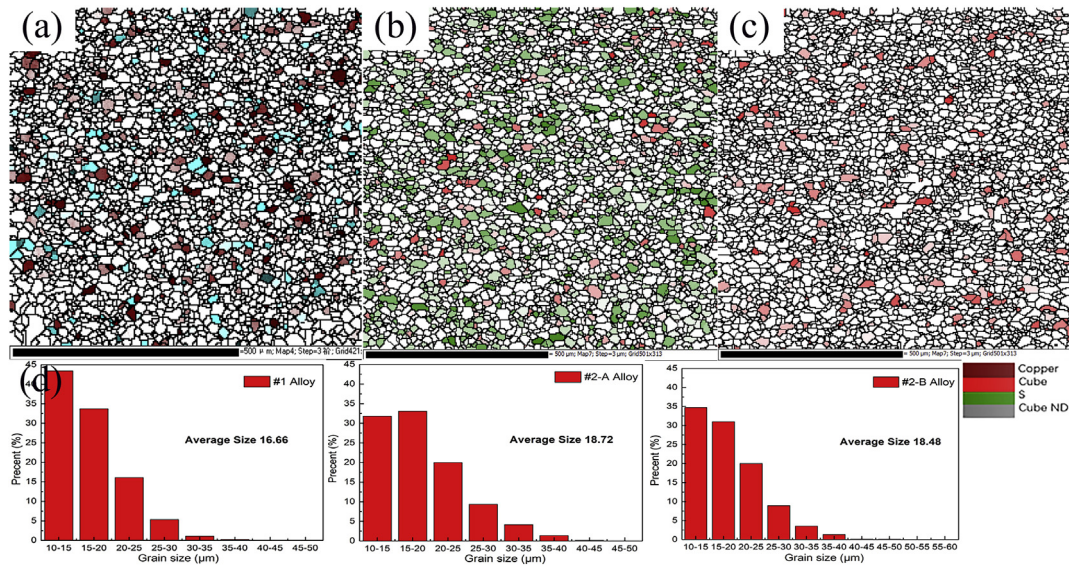 (a)
(b)
(c)
=500 μm; Map4; Step=3
Grid421
= 500 μm; Map7; Step=3 μm; Grid501x313
= 500 μm; Map7; Step=3 μm; Grid501x313
(d)
45
40
35
30
25
20
15
10
5
0
Precent (%)
#1 Alloy
Average Size 16.66
10-15 15-20 20-25 25-30 30-35 35-40 40-45 45-50
Grain size (μm)
45
40
35
30
25
20
15
10
5
0
Precent (%)
#2-A Alloy
Average Size 18.72
10-15 15-20 20-25 25-30 30-35 35-40 40-45 45-50
Grain size (μm)
45
40
35
30
25
20
15
10
5
0
Precent (%)
#2-B Alloy
Average Size 18.48
10-15 15-20 20-25 25-30 30-35 35-40 40-45 45-50 50-55 55-60
Grain size (μm)
Copper
Cube
S
Cube ND